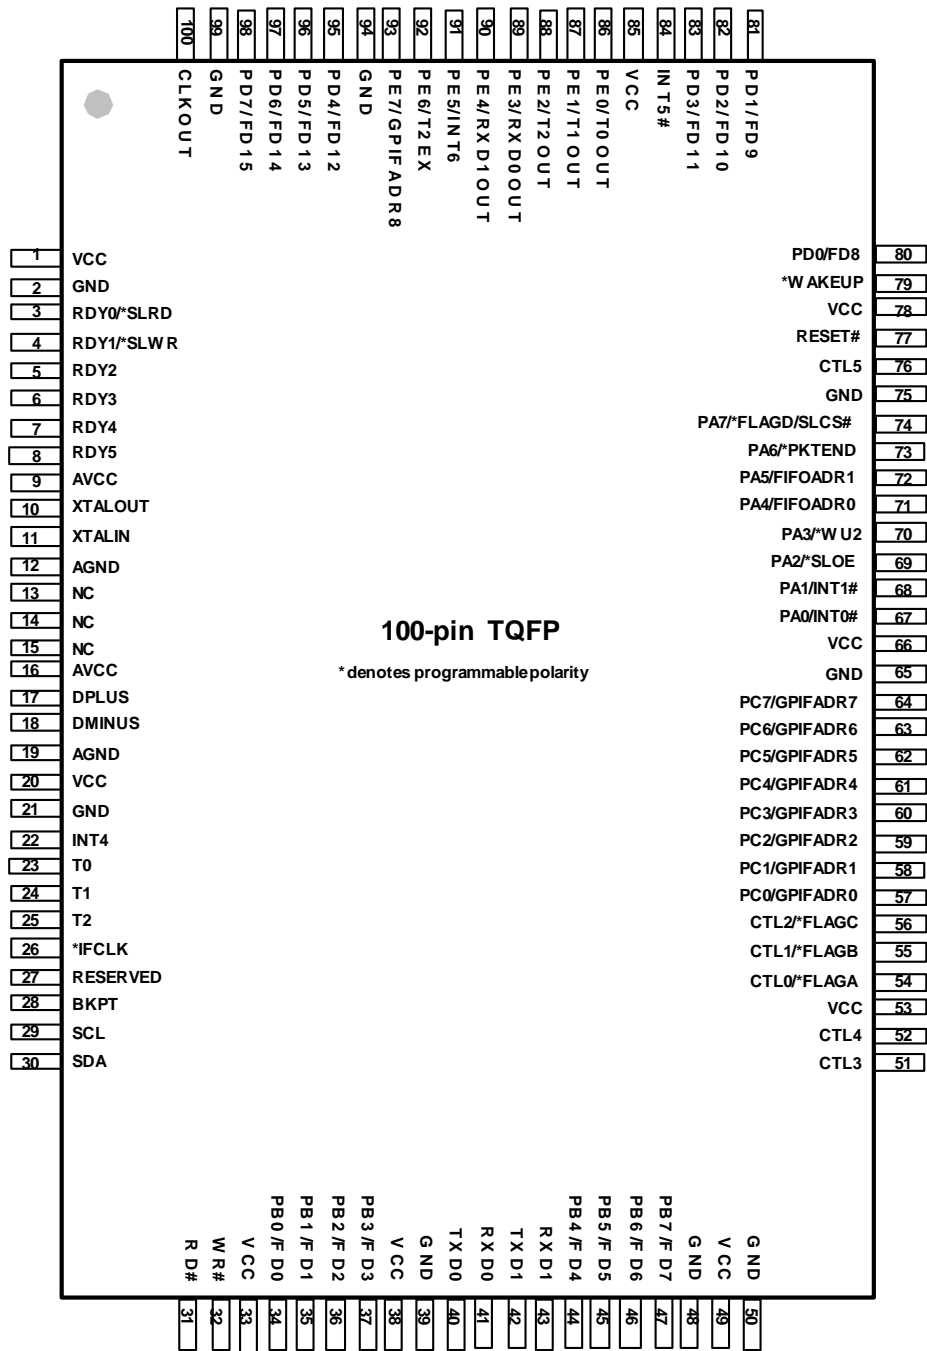 100 CLKOUT
99 GND
98 PD7/FD15
97 PD6/FD14
96 PD5/FD13
95 PD4/FD12
94 GND
93 PE7/GPIFADR8
92 PE6/T2EX
91 PE5/INT6
90 PE4/RXD1OUT
89 PE3/RXD0OUT
88 PE2/T2OUT
87 PE1/T1OUT
86 PE0/T0OUT
85 VCC
84 INT5#
83 PD3/FD11
82 PD2/FD10
81 PD1/FD9
1 VCC
2 GND
3 RDY0/*SLRD
4 RDY1/*SLWR
5 RDY2
6 RDY3
7 RDY4
8 RDY5
9 AVCC
10 XTALOUT
11 XTALIN
12 AGND
13 NC
14 NC
15 NC
16 AVCC
17 DPLUS
18 DMINUS
19 AGND
20 VCC
21 GND
22 INT4
23 T0
24 T1
25 T2
26 *IFCLK
27 RESERVED
28 BKPT
29 SCL
30 SDA
100-pin TQFP
* denotes programmable polarity
PD0/FD8 80
*WAKEUP 79
VCC 78
RESET# 77
CTL5 76
GND 75
PA7/*FLAGD/SLCS# 74
PA6/*PKTEND 73
PA5/FIFOADR1 72
PA4/FIFOADR0 71
PA3/*WU2 70
PA2/*SLOE 69
PA1/INT1# 68
PA0/INT0# 67
VCC 66
GND 65
PC7/GPIFADR7 64
PC6/GPIFADR6 63
PC5/GPIFADR5 62
PC4/GPIFADR4 61
PC3/GPIFADR3 60
PC2/GPIFADR2 59
PC1/GPIFADR1 58
PC0/GPIFADR0 57
CTL2/*FLAGC 56
CTL1/*FLAGB 55
CTL0/*FLAGA 54
VCC 53
CTL4 52
CTL3 51
RD# 31
WR# 32
VCC 33
PB0/FD0 34
PB1/FD1 35
PB2/FD2 36
PB3/FD3 37
VCC 38
GND 39
TXD0 40
RXD0 41
TXD1 42
RXD1 43
PB4/FD4 44
PB5/FD5 45
PB6/FD6 46
PB7/FD7 47
GND 48
VCC 49
GND 50